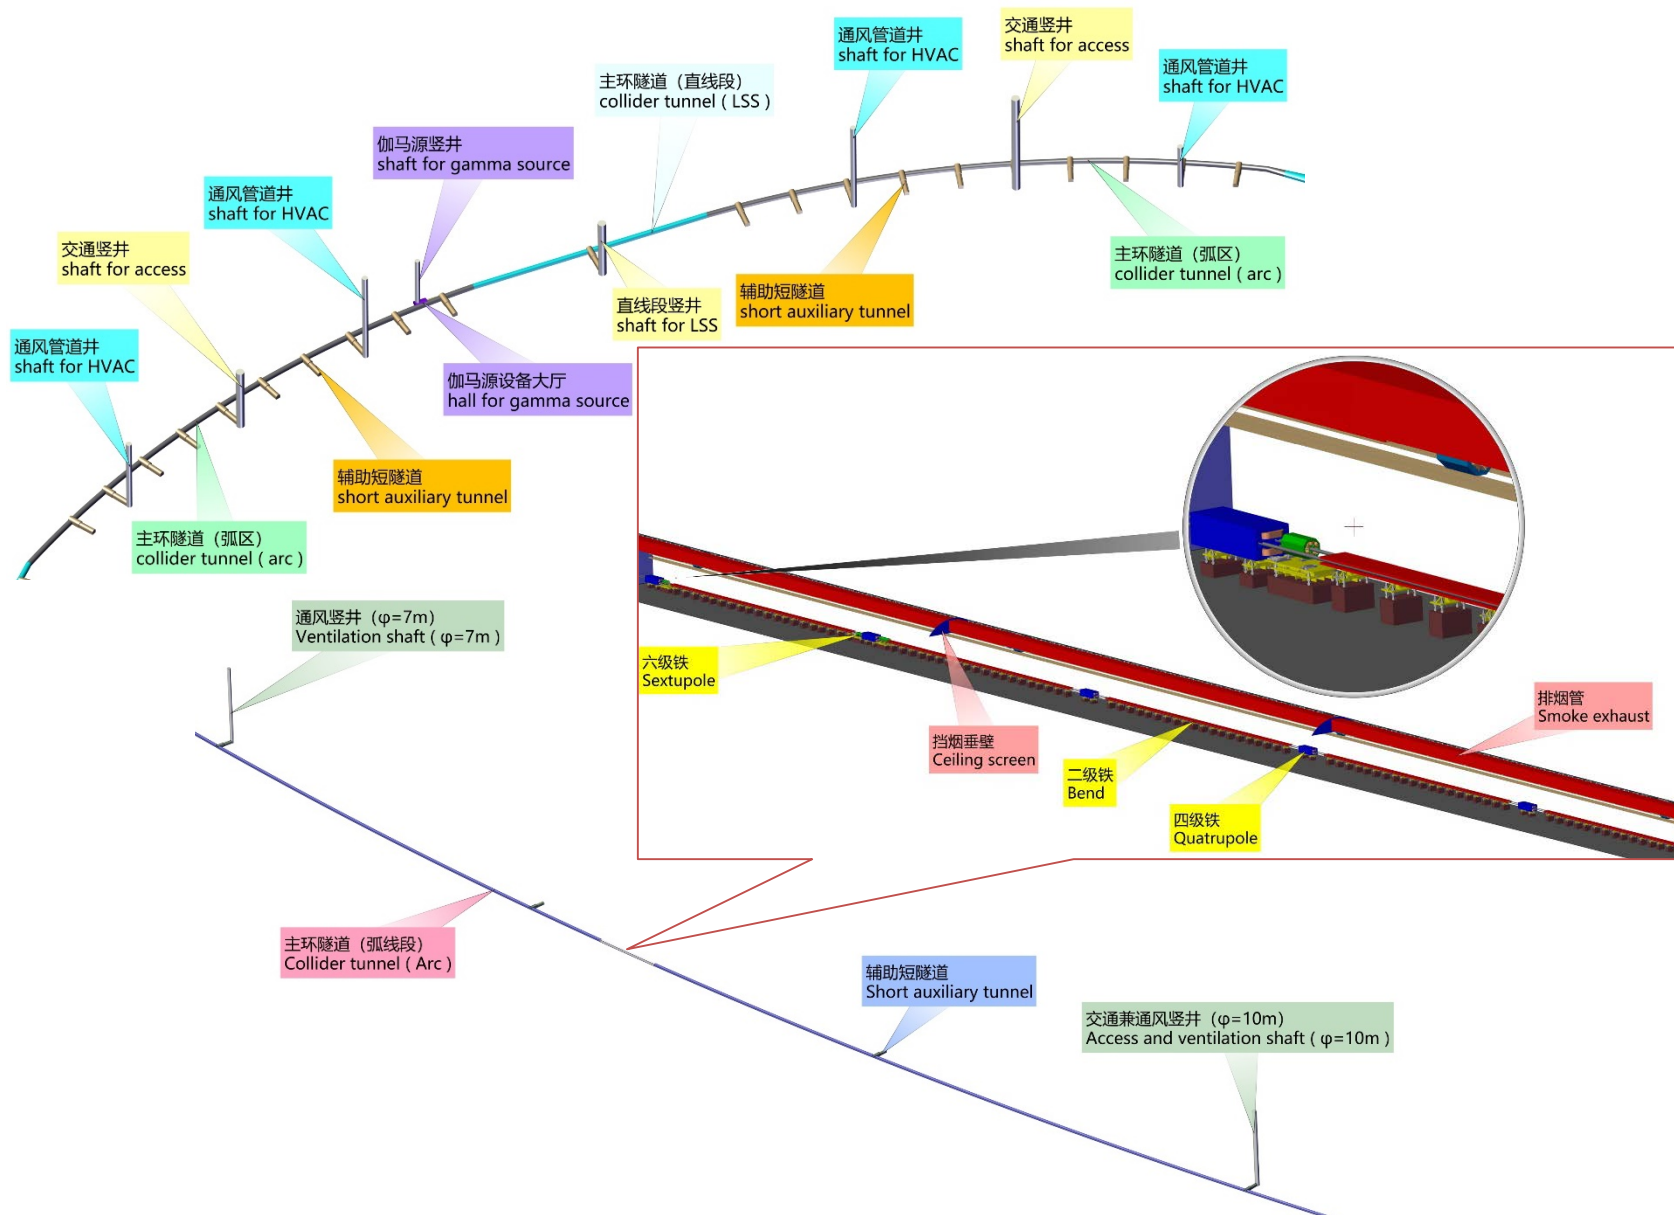 通风管道井
shaft for HVAC
交通竖井
shaft for access
通风管道井
shaft for HVAC
主环隧道（直线段）
collider tunnel ( LSS )
伽马源竖井
shaft for gamma source
通风管道井
shaft for HVAC
交通竖井
shaft for access
主环隧道（弧区）
collider tunnel ( arc )
辅助短隧道
short auxiliary tunnel
直线段竖井
shaft for LSS
通风管道井
shaft for HVAC
伽马源设备大厅
hall for gamma source
辅助短隧道
short auxiliary tunnel
主环隧道（弧区）
collider tunnel ( arc )
通风竖井（φ=7m）
Ventilation shaft ( φ=7m )
六级铁
Sextupole
挡烟垂壁
Ceiling screen
二级铁
Bend
四级铁
Quatrupole
排烟管
Smoke exhaust
主环隧道（弧线段）
Collider tunnel ( Arc )
辅助短隧道
Short auxiliary tunnel
交通兼通风竖井（φ=10m）
Access and ventilation shaft ( φ=10m )